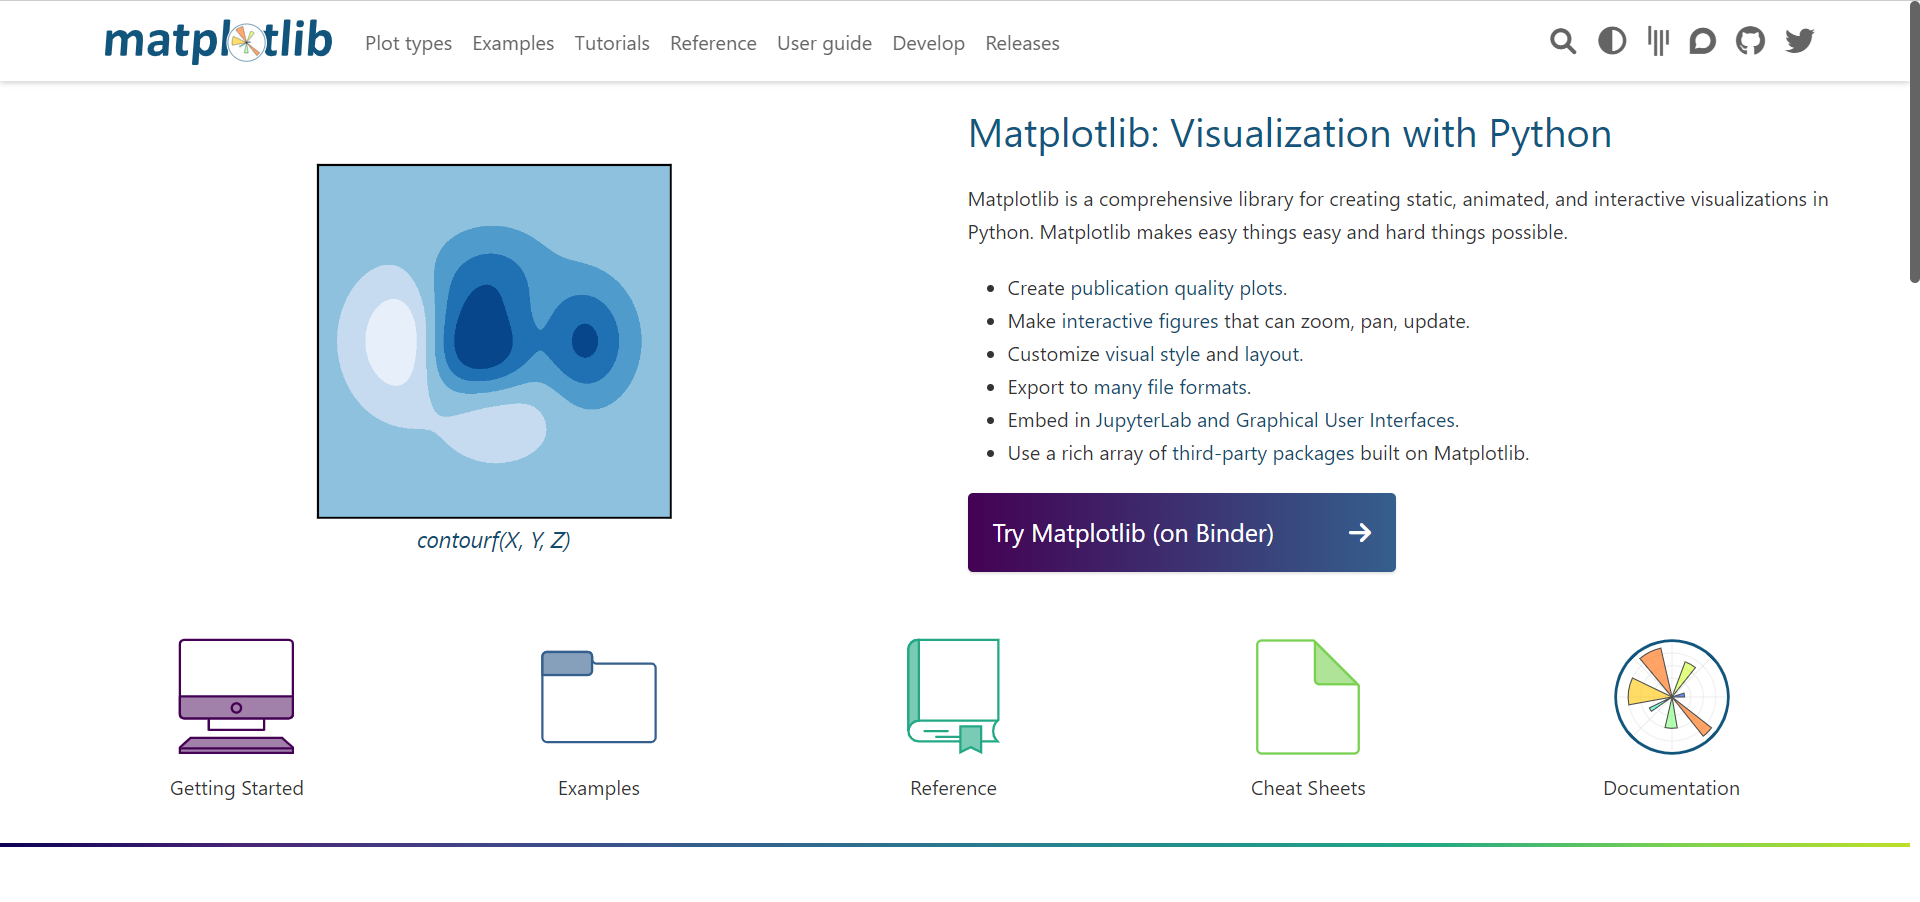 matplotlib Plot types Examples Tutorials Reference User guide Develop Releases
Matplotlib: Visualization with Python
Matplotlib is a comprehensive library for creating static, animated, and interactive visualizations in
Python. Matplotlib makes easy things easy and hard things possible.
Create publication quality plots.
Make interactive figures that can zoom, pan, update.
Customize visual style and layout.
Export to many file formats.
Embed in JupyterLab and Graphical User Interfaces.
Use a rich array of third-party packages built on Matplotlib.
Try Matplotlib (on Binder)
contourf(X, Y, Z)
Getting Started
Examples
Reference
Cheat Sheets
Documentation